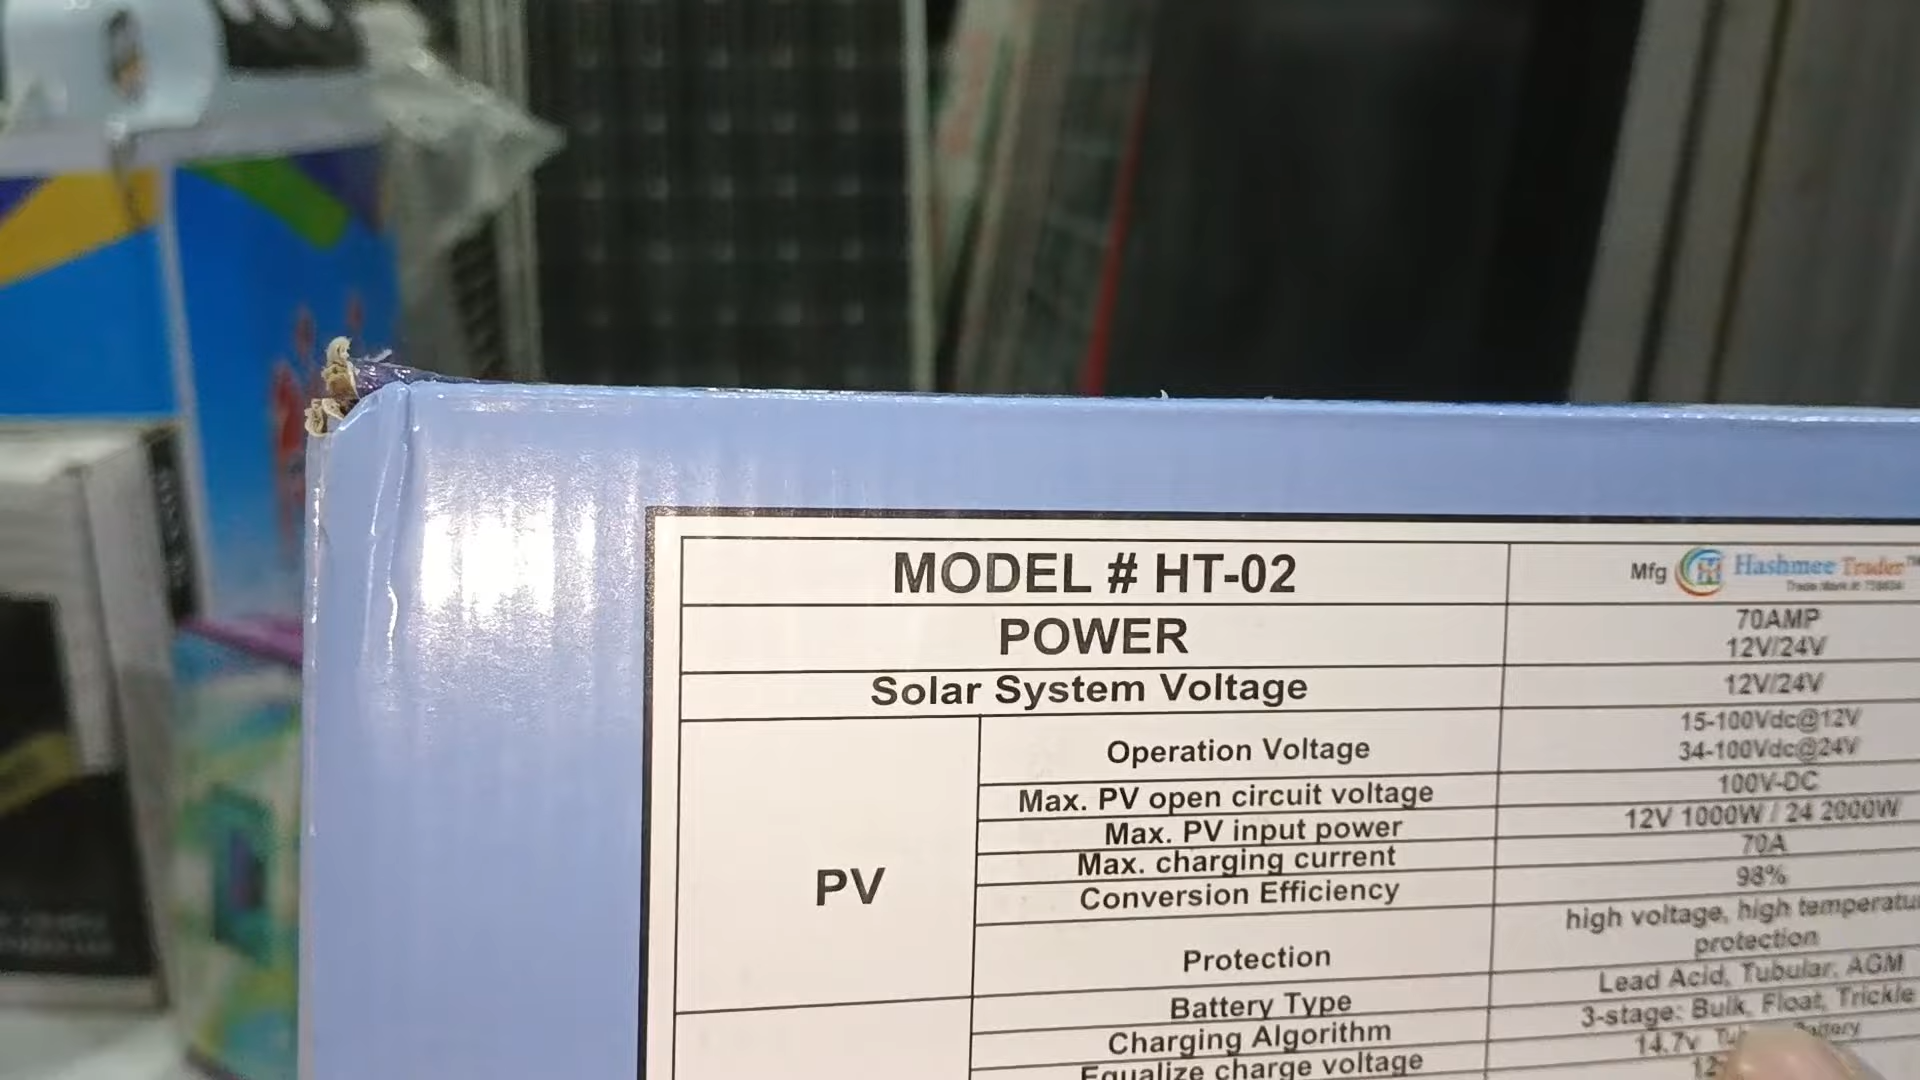 MODEL # HT-02
Mfg Hashmee Trader™
POWER
70AMP
12V/24V
Solar System Voltage
12V/24V
PV
Operation Voltage
15-100Vdc@12V
34-100Vdc@24V
Max. PV open circuit voltage
100V-DC
Max. PV input power
12V 1000W / 24 2000W
Max. charging current
70A
Conversion Efficiency
98%
Protection
high voltage, high
protection
Battery Type
Lead Acid, Tubular, AGM
Charging Algorithm
3-stage: Bulk, Float, Trickle
Equalize charge voltage
14.7v